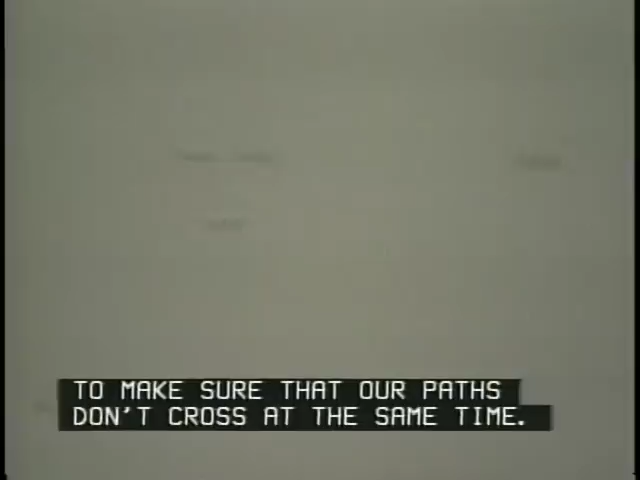 TO MAKE SURE THAT OUR PATHS
DON'T CROSS AT THE SAME TIME.